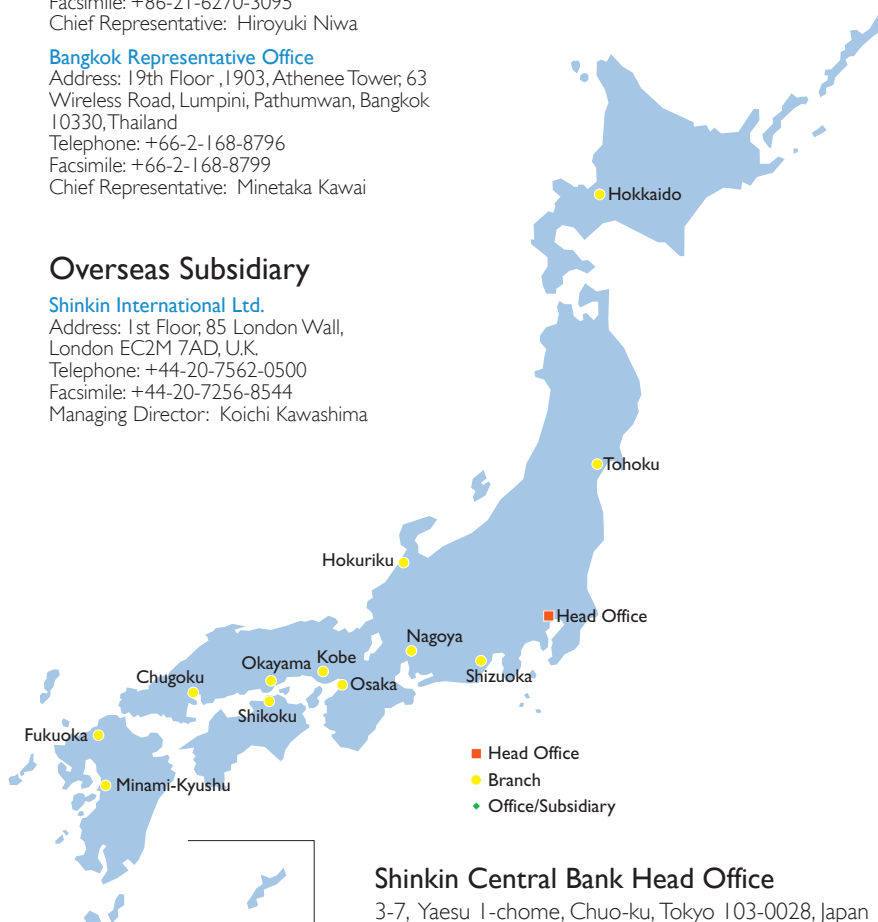 Facsimile: +86-21-6270-3095
Chief Representative: Hiroyuki Niwa
Bangkok Representative Office
Address: 19th Floor ,1903, Athenee Tower, 63
Wireless Road, Lumpini, Pathumwan, Bangkok
10330, Thailand
Telephone: +66-2-168-8796
Facsimile: +66-2-168-8799
Chief Representative: Minetaka Kawai
Overseas Subsidiary
Shinkin International Ltd.
Address: 1st Floor, 85 London Wall,
London EC2M 7AD, U.K.
Telephone: +44-20-7562-0500
Facsimile: +44-20-7256-8544
Managing Director: Koichi Kawashima
Hokkaido
Tohoku
Hokuriku
Head Office
Nagoya
Shizuoka
Kobe
Okayama
Osaka
Chugoku
Shikoku
Fukuoka
Minami-Kyushu
Head Office
Branch
Office/Subsidiary
Shinkin Central Bank Head Office
3-7, Yaesu 1-chome, Chuo-ku, Tokyo 103-0028, Japan